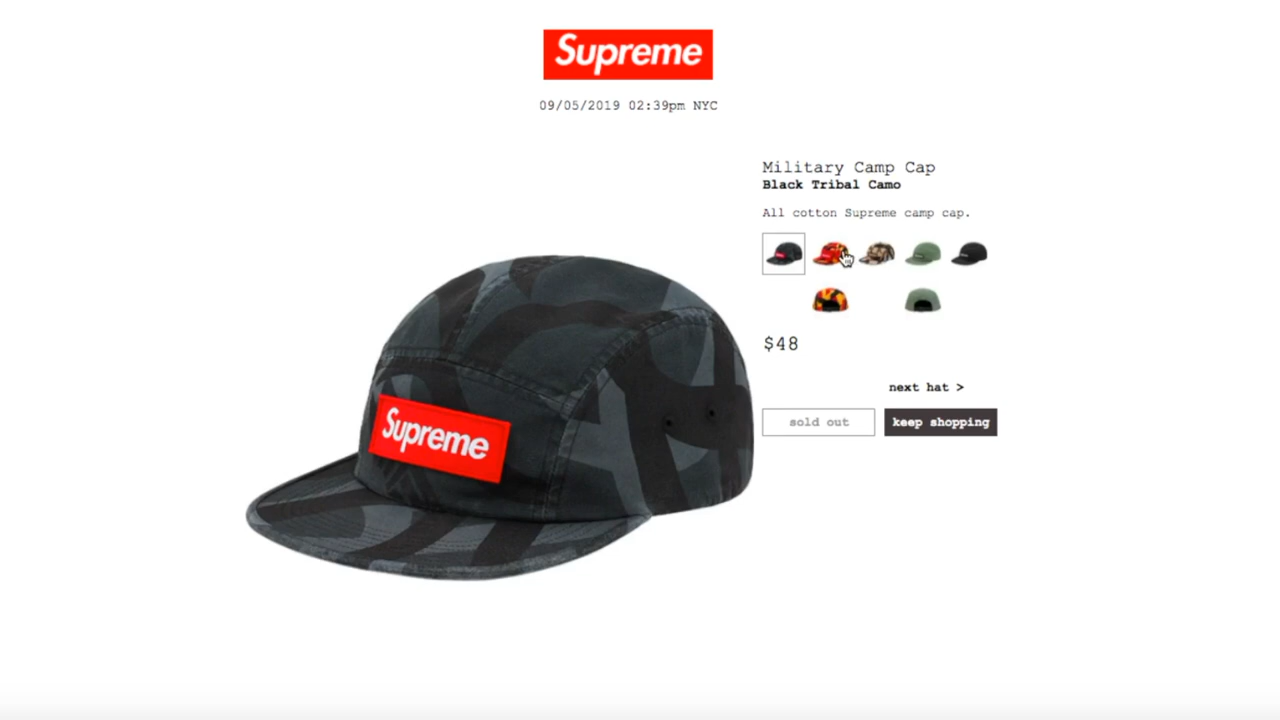 Supreme
09/05/2019 02:39pm NYC
Military Camp Cap
Black Tribal Camo
All cotton Supreme camp cap.
$48
next hat >
sold out
keep shopping
Supreme